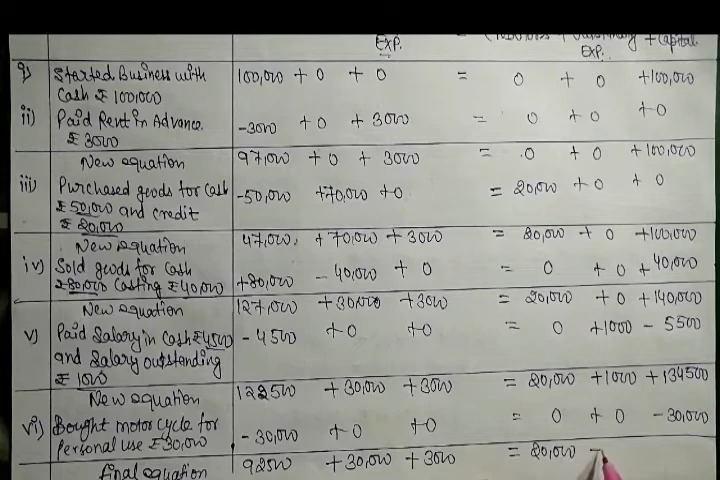 Exp. = + + Capital
Exp.
i) Started Business with 100,000 + 0 + 0 = 0 + 0 +100,000
Cash ₹ 100,000
ii) Paid Rent in Advance. -3000 + 0 + 3000 = 0 + 0 +0
₹ 3000
New equation 97,000 + 0 + 3000 = 0 + 0 +100,000
iii) Purchased goods for cash -50,000 +70,000 +0 = 20,000 + 0 + 0
₹ 50,000 and credit
₹ 20,000
New equation 47,000 + 70,000 + 3000 = 20,000 + 0 +100,000
iv) Sold goods for cash +80,000 - 40,000 + 0 = 0 + 0 + 40,000
₹ 80,000 Costing ₹ 40,000
New equation 127,000 + 30,000 +3000 = 20,000 + 0 + 140,000
v) Paid Salary in Cash ₹ 4500 - 4500 +0 +0 = 0 +1000 - 5500
and Salary outstanding
₹ 1000
New equation 122500 + 30,000 + 3000 = 20,000 + 1000 + 134500
vi) Bought motor cycle for - 30,000 +0 +0 = 0 + 0 - 30,000
Personal use ₹ 30,000
final equation 92500 + 30,000 + 3000 = 20,000